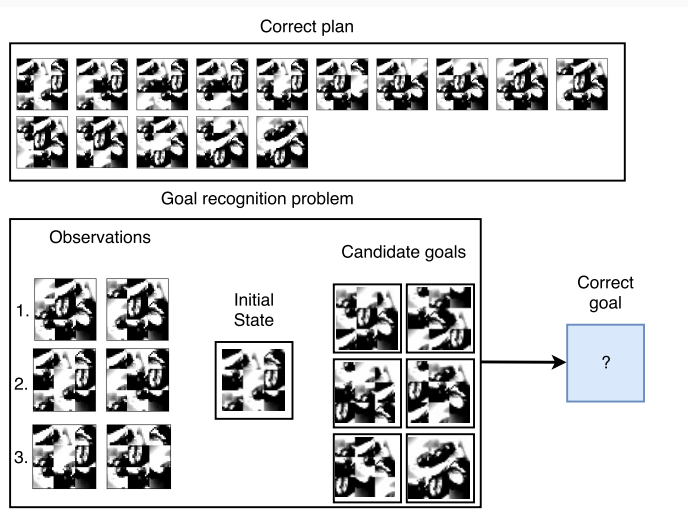 Correct plan
Goal recognition problem
Observations
Candidate goals
Initial
State
Correct
goal
1.
2.
3.
?